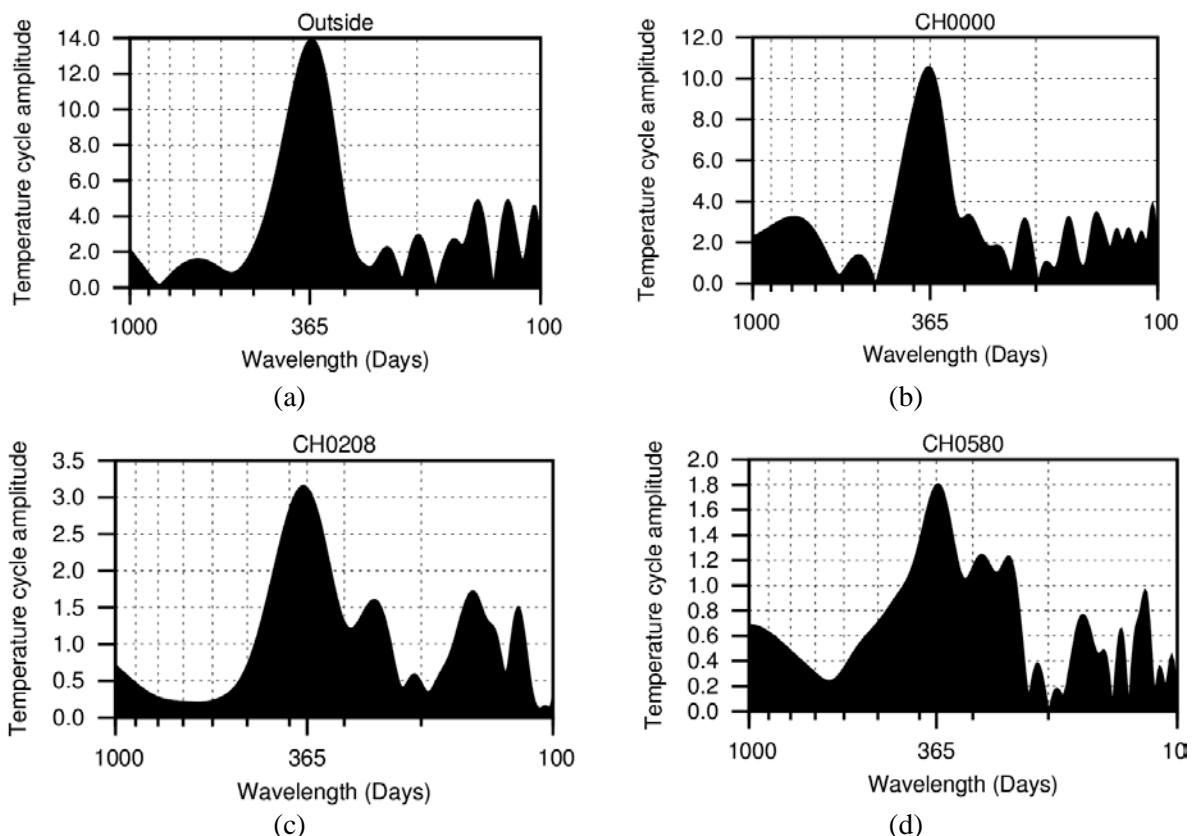 Outside
Temperature cycle amplitude
14.0
12.0
10.0
8.0
6.0
4.0
2.0
0.0
1000
365
100
Wavelength (Days)
(a)
CH0000
Temperature cycle amplitude
12.0
10.0
8.0
6.0
4.0
2.0
0.0
1000
365
100
Wavelength (Days)
(b)
CH0208
Temperature cycle amplitude
3.5
3.0
2.5
2.0
1.5
1.0
0.5
0.0
1000
365
100
Wavelength (Days)
(c)
CH0580
Temperature cycle amplitude
2.0
1.8
1.6
1.4
1.2
1.0
0.8
0.6
0.4
0.2
0.0
1000
365
Wavelength (Days)
(d)